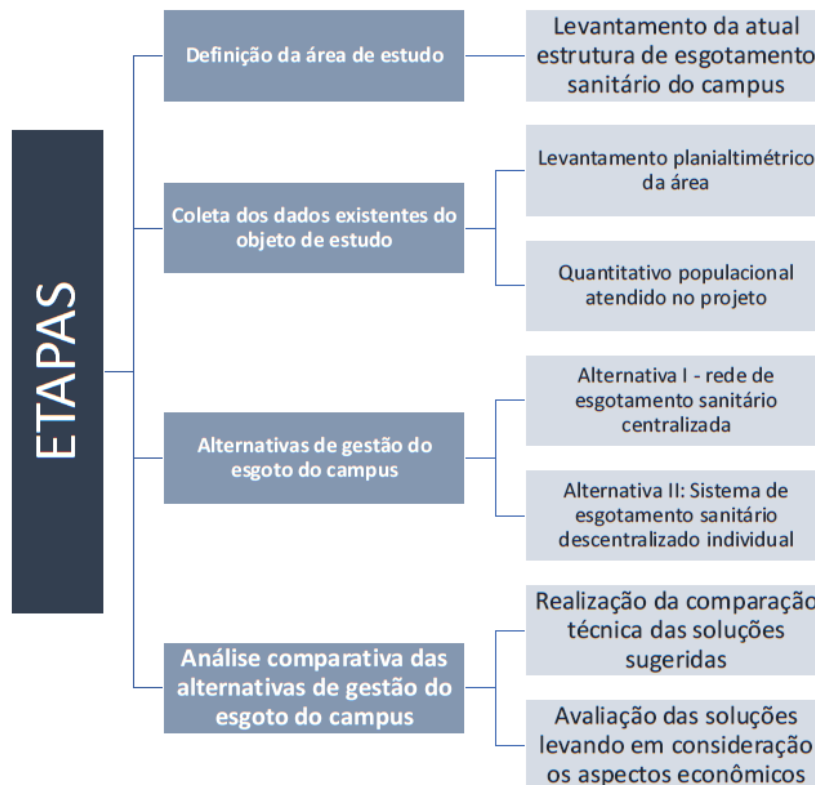 ETAPAS
Definição da área de estudo
Levantamento da atual
estrutura de esgotamento
sanitário do campus
Coleta dos dados existentes do
objeto de estudo
Levantamento planialtimétrico
da área
Quantitativo populacional
atendido no projeto
Alternativas de gestão do
esgoto do campus
Alternativa I - rede de
esgotamento sanitário
centralizada
Alternativa II: Sistema de
esgotamento sanitário
descentralizado individual
Análise comparativa das
alternativas de gestão do
esgoto do campus
Realização da comparação
técnica das soluções
sugeridas
Avaliação das soluções
levando em consideração
os aspectos econômicos